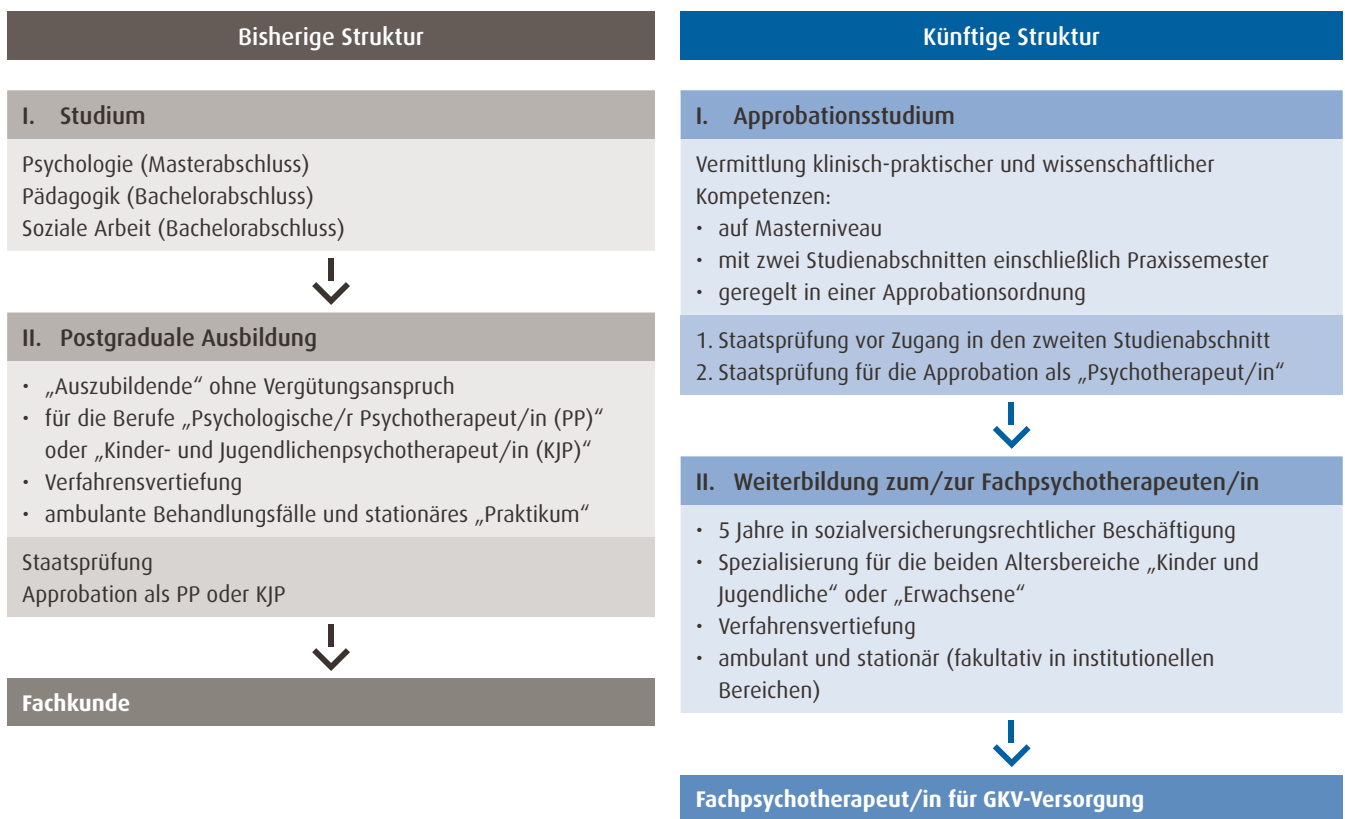 Bisherige Struktur
I. Studium
Psychologie (Masterabschluss)
Pädagogik (Bachelorabschluss)
Soziale Arbeit (Bachelorabschluss)
II. Postgraduale Ausbildung
• „Auszubildende“ ohne Vergütungsanspruch
• für die Berufe „Psychologische/r Psychotherapeut/in (PP)“
oder „Kinder- und Jugendlichenpsychotherapeut/in (KJP)“
• Verfahrensvertiefung
• ambulante Behandlungsfälle und stationäres „Praktikum“
Staatsprüfung
Approbation als PP oder KJP
Fachkunde
Künftige Struktur
I. Approbationsstudium
Vermittlung klinisch-praktischer und wissenschaftlicher
Kompetenzen:
• auf Masterniveau
• mit zwei Studienabschnitten einschließlich Praxissemester
• geregelt in einer Approbationsordnung
1. Staatsprüfung vor Zugang in den zweiten Studienabschnitt
2. Staatsprüfung für die Approbation als „Psychotherapeut/in“
II. Weiterbildung zum/zur Fachpsychotherapeuten/in
• 5 Jahre in sozialversicherungsrechtlicher Beschäftigung
• Spezialisierung für die beiden Altersbereiche „Kinder und
Jugendliche“ oder „Erwachsene“
• Verfahrensvertiefung
• ambulant und stationär (fakultativ in institutionellen
Bereichen)
Fachpsychotherapeut/in für GKV-Versorgung